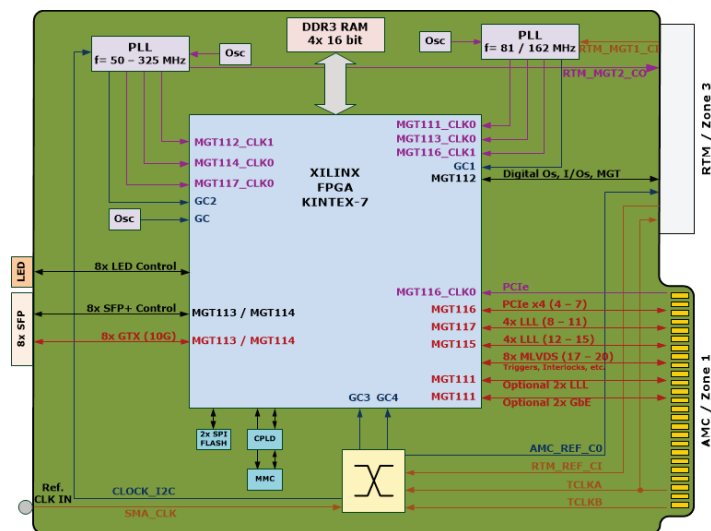 DDR3 RAM
4x 16 bit
PLL
f= 50 – 325 MHz
Osc
Osc
PLL
f= 81 / 162 MHz
RTM_MGT1_CI
RTM_MGT2_CO
RTM / Zone 3
MGT112_CLK1
MGT114_CLK0
MGT117_CLK0
GC2
GC
Osc
XILINX
FPGA
KINTEX-7
MGT111_CLK0
MGT113_CLK0
MGT116_CLK1
GC1
MGT112
Digital Os, I/Os, MGT
LED
8x LED Control
8x SFP
8x SFP+ Control
MGT113 / MGT114
8x GTX (10G)
MGT113 / MGT114
MGT116_CLK0
PCIe
MGT116
PCIe x4 (4 – 7)
MGT117
4x LLL (8 – 11)
MGT115
4x LLL (12 – 15)
8x MLVDS (17 – 20)
Triggers, Interlocks, etc.
MGT111
Optional 2x LLL
MGT111
Optional 2x GbE
AMC / Zone 1
GC3
GC4
2x SPI
FLASH
CPLD
MMC
AMC_REF_C0
RTM_REF_CI
TCLKA
TCLKB
Ref.
CLK IN
CLOCK_I2C
SMA_CLK